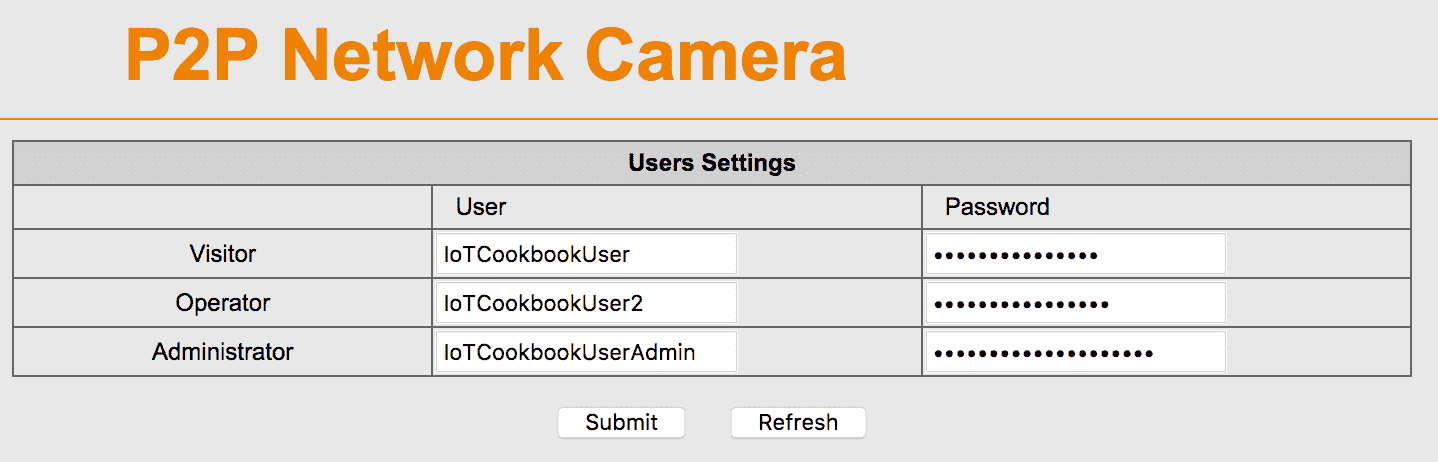 P2P Network Camera
Users Settings
User Password
Visitor IoTCookbookUser •••••••••••••••
Operator IoTCookbookUser2 ••••••••••••••••
Administrator IoTCookbookUserAdmin ••••••••••••••••••••
Submit Refresh